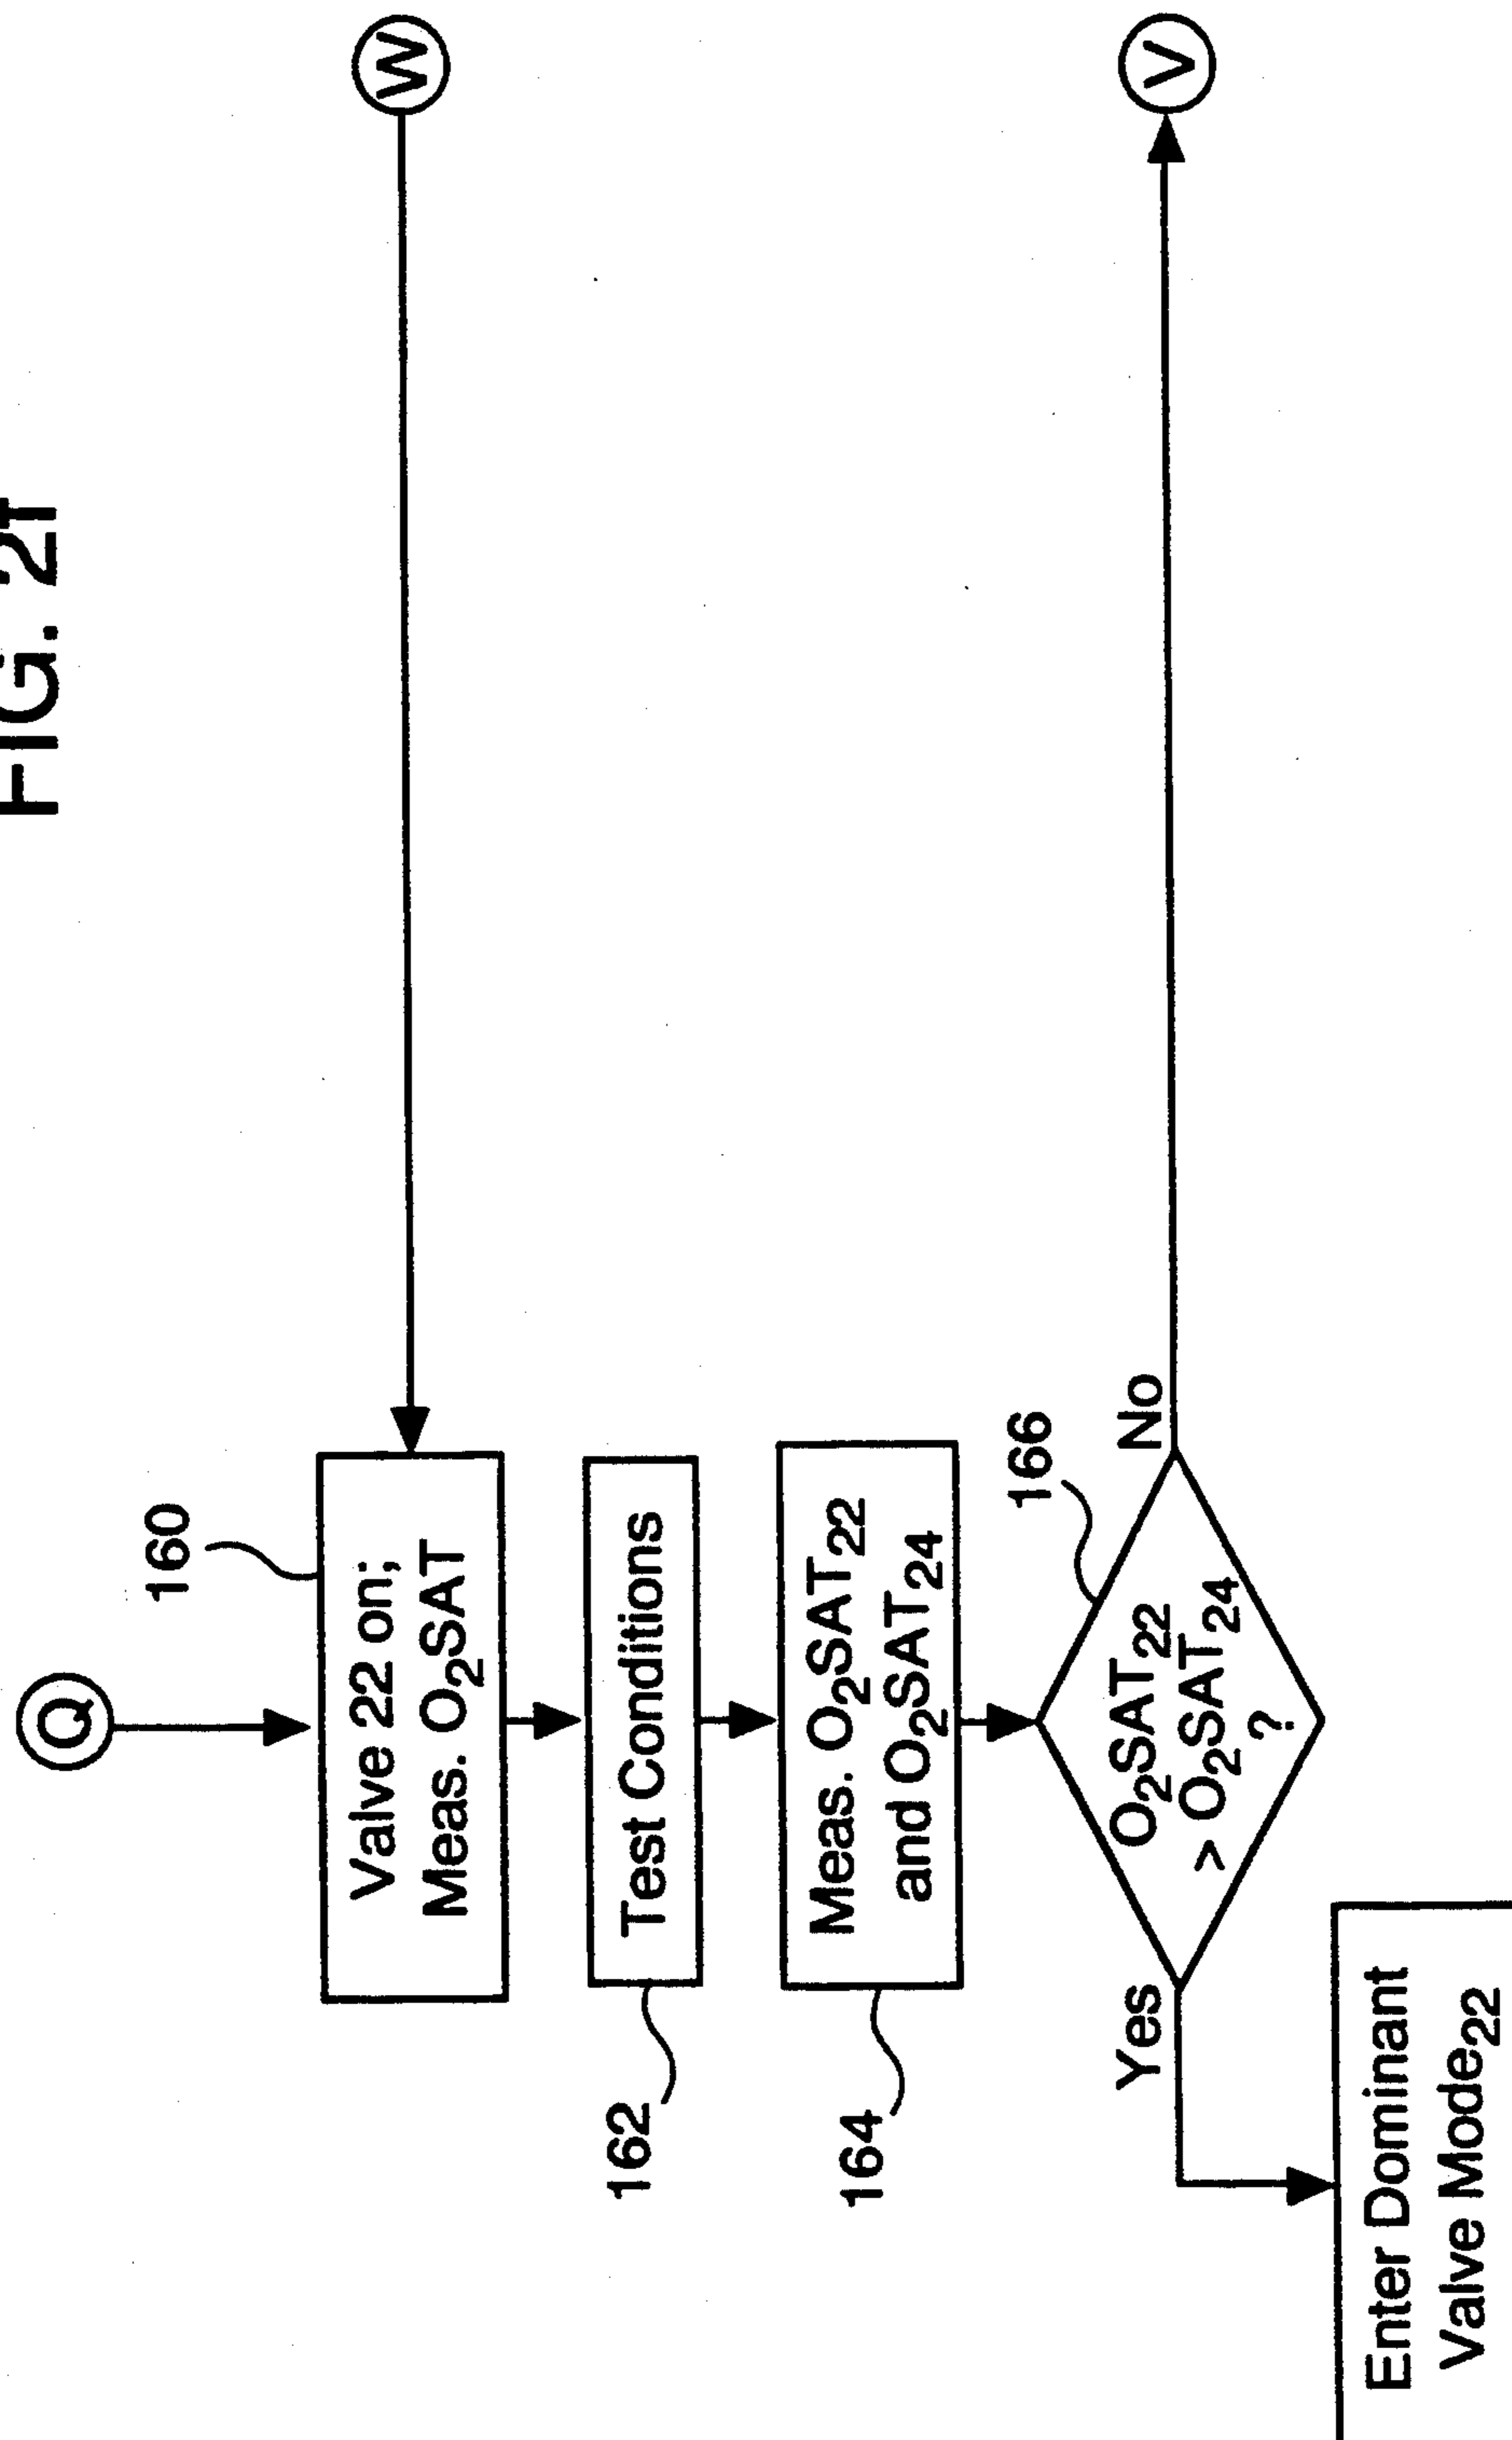 FIG. 2T
Q
W
160
Valve 22 on;
Meas. O₂SAT
162
Test Conditions
164
Meas. O₂SAT₂₂
and O₂SAT₂₄
166
O₂SAT₂₂
> O₂SAT₂₄
?
Yes
No
V
Enter Dominant
Valve Mode₂₂